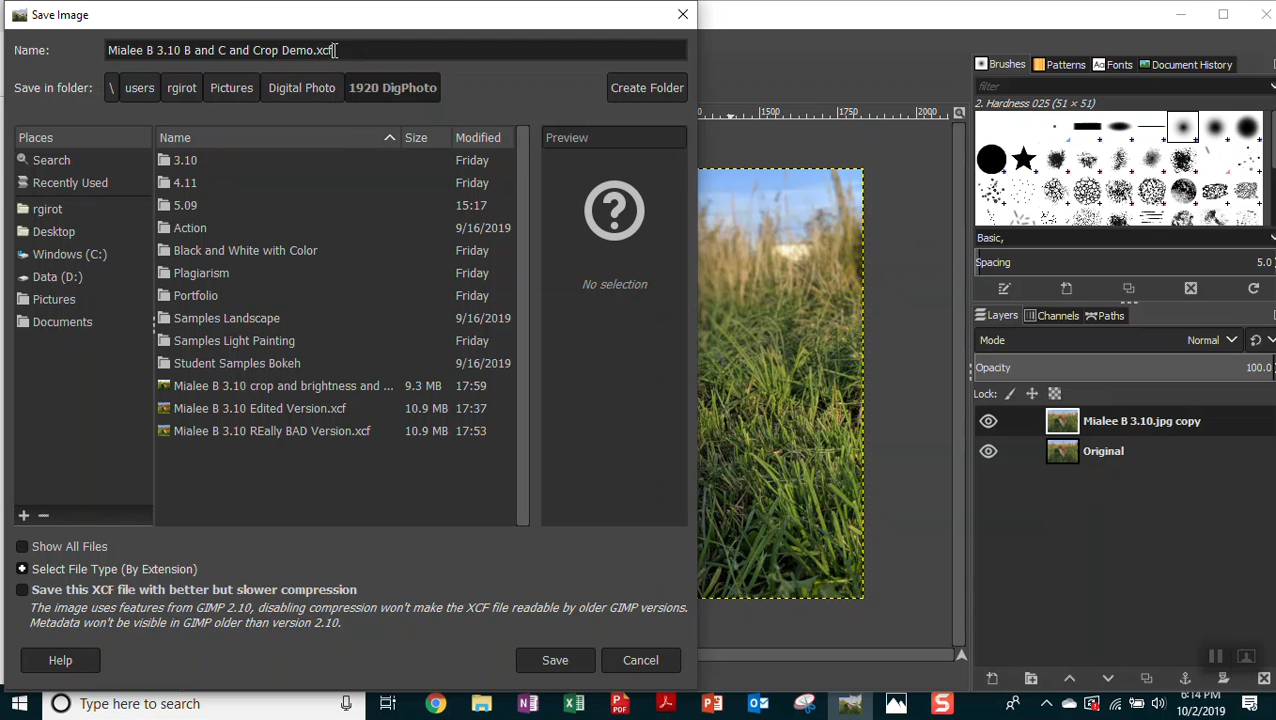 Save Image
Name: Mialee B 3.10 B and C and Crop Demo.xcf
Save in folder: \ users rgirot Pictures Digital Photo 1920 DigPhoto Create Folder
Places Name Size Modified Preview
Search
Recently Used
rgirot
Desktop
Windows (C:)
Data (D:)
Pictures
Documents
3.10 Friday
4.11 Friday
5.09 15:17
Action 9/16/2019
Black and White with Color Friday
Plagiarism Friday
Portfolio Friday
Samples Landscape 9/16/2019
Samples Light Painting Friday
Student Samples Bokeh 9/16/2019
Mialee B 3.10 crop and brightness and ... 9.3 MB 17:59
Mialee B 3.10 Edited Version.xcf 10.9 MB 17:37
Mialee B 3.10 REally BAD Version.xcf 10.9 MB 17:53
No selection
Show All Files
Select File Type (By Extension)
Save this XCF file with better but slower compression
The image uses features from GIMP 2.10, disabling compression won't make the XCF file readable by older GIMP versions.
Metadata won't be visible in GIMP older than version 2.10.
Help Save Cancel
1500 1750 2000
Brushes Patterns Fonts Document History
filter
2. Hardness 025 (51 × 51)
Basic,
Spacing 5.0
Layers Channels Paths
Mode Normal
Opacity 100.0
Lock:
Mialee B 3.10.jpg copy
Original
Type here to search
6:14 PM
10/2/2019